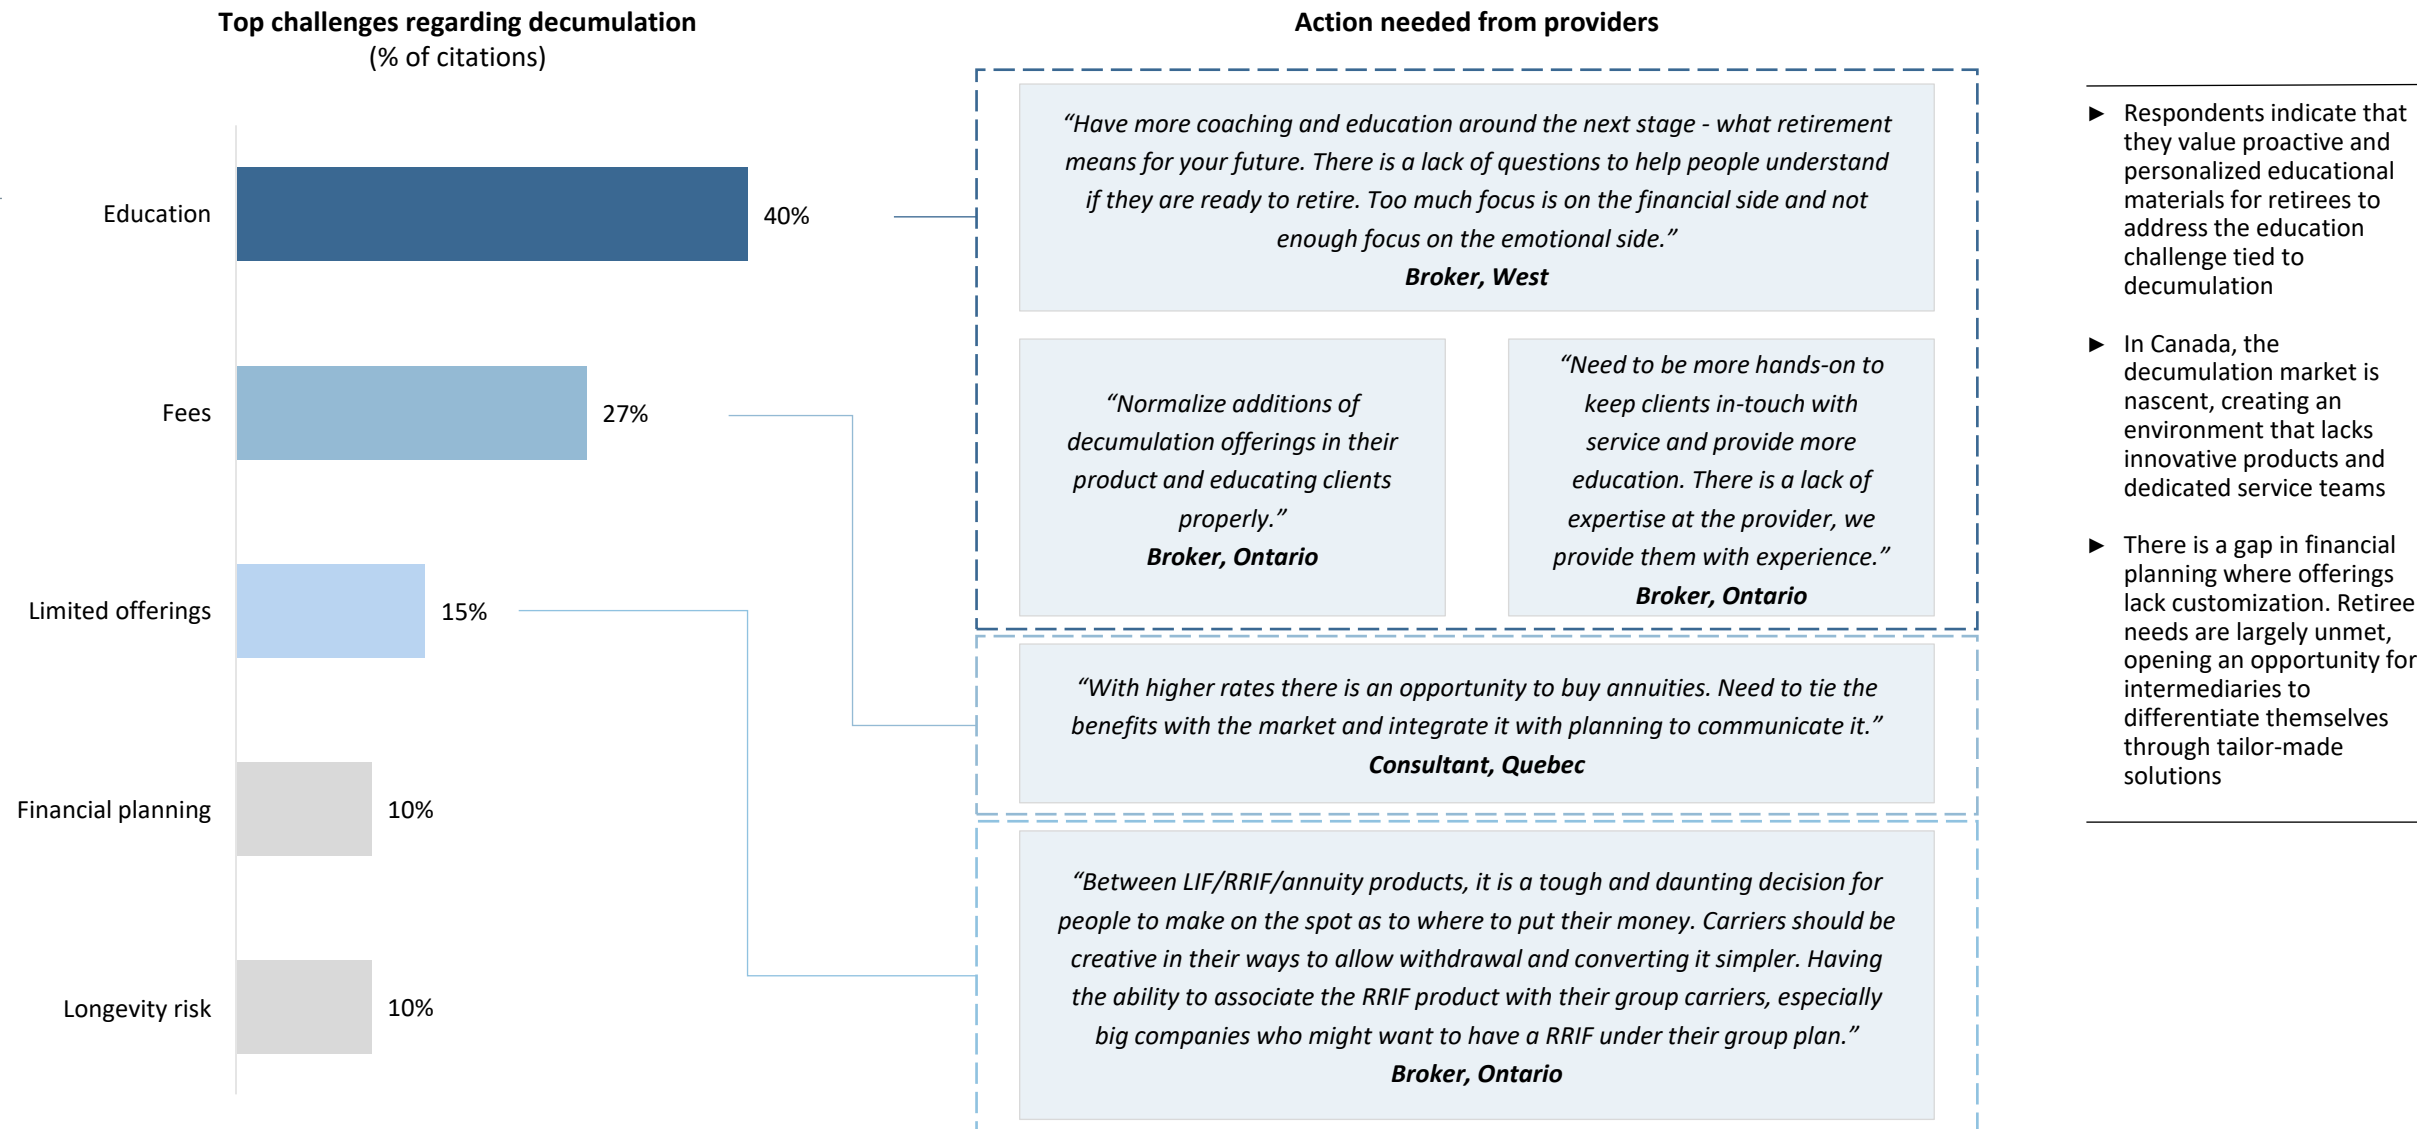 Top challenges regarding decumulation
(% of citations)
Education
40%
Fees
27%
Limited offerings
15%
Financial planning
10%
Longevity risk
10%
Action needed from providers
“Have more coaching and education around the next stage - what retirement
means for your future. There is a lack of questions to help people understand
if they are ready to retire. Too much focus is on the financial side and not
enough focus on the emotional side.”
Broker, West
“Normalize additions of
decumulation offerings in their
product and educating clients
properly.”
Broker, Ontario
“Need to be more hands-on to
keep clients in-touch with
service and provide more
education. There is a lack of
expertise at the provider, we
provide them with experience.”
Broker, Ontario
“With higher rates there is an opportunity to buy annuities. Need to tie the
benefits with the market and integrate it with planning to communicate it.”
Consultant, Quebec
“Between LIF/RRIF/annuity products, it is a tough and daunting decision for
people to make on the spot as to where to put their money. Carriers should be
creative in their ways to allow withdrawal and converting it simpler. Having
the ability to associate the RRIF product with their group carriers, especially
big companies who might want to have a RRIF under their group plan.”
Broker, Ontario
► Respondents indicate that
they value proactive and
personalized educational
materials for retirees to
address the education
challenge tied to
decumulation
► In Canada, the
decumulation market is
nascent, creating an
environment that lacks
innovative products and
dedicated service teams
► There is a gap in financial
planning where offerings
lack customization. Retiree
needs are largely unmet,
opening an opportunity for
intermediaries to
differentiate themselves
through tailor-made
solutions